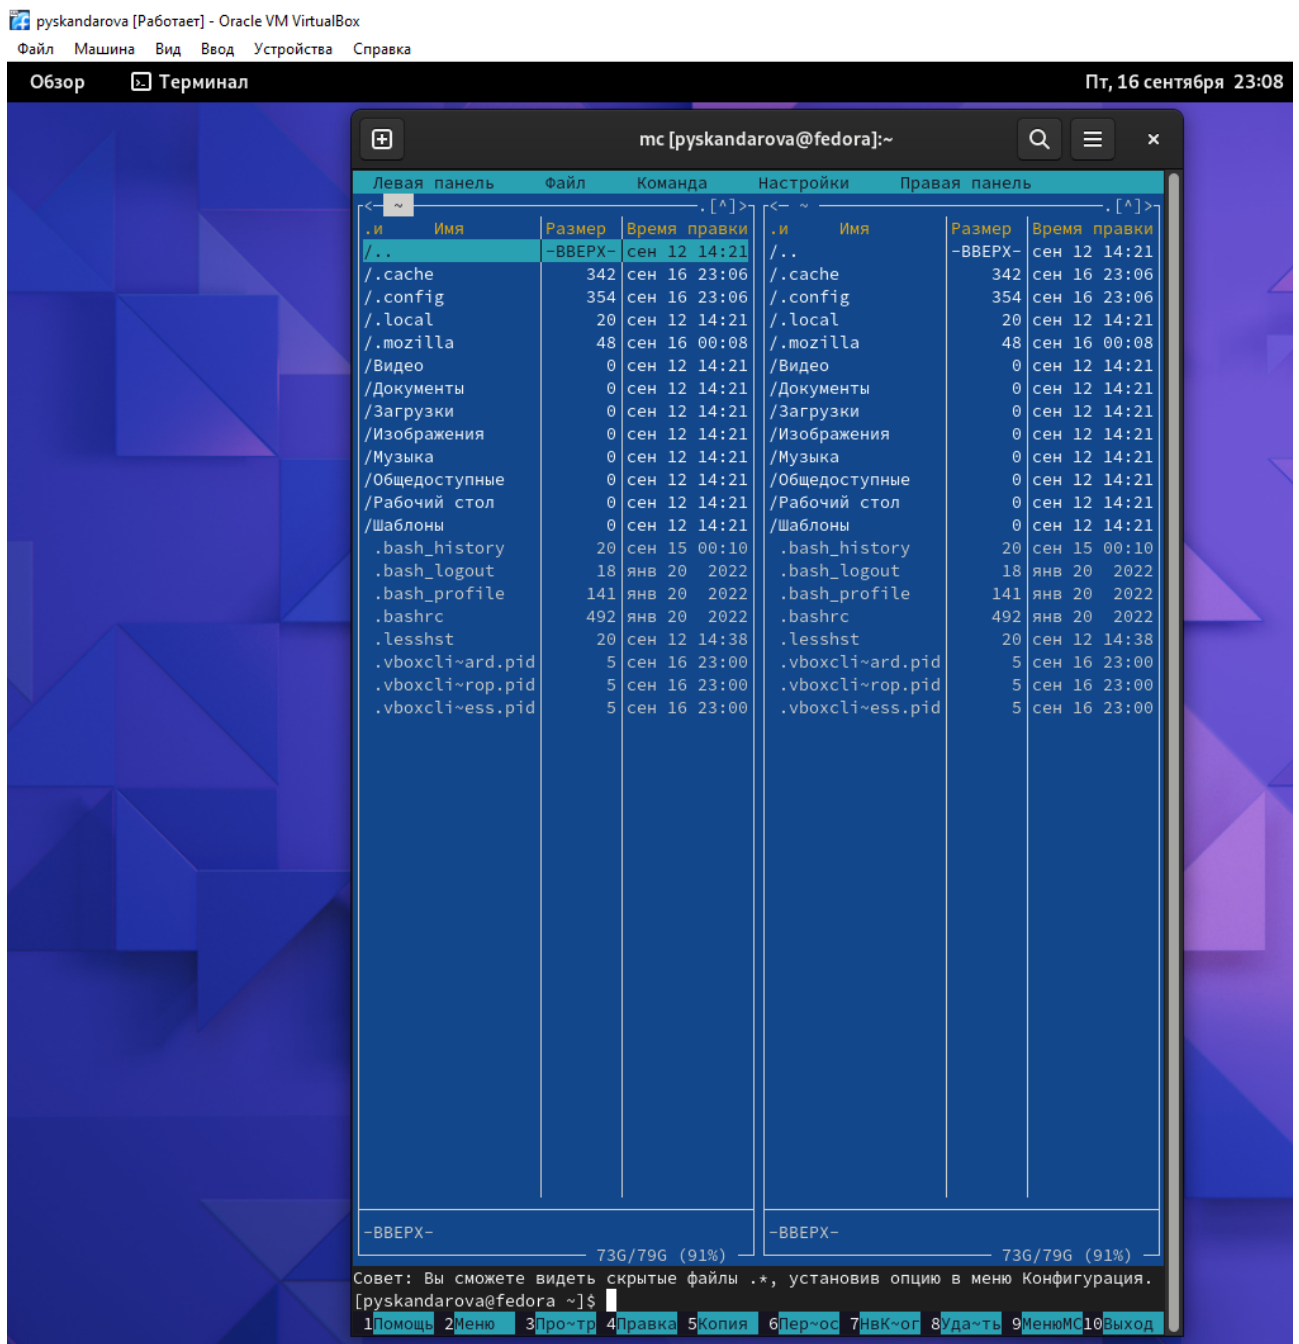 pyskandarova [Работает] - Oracle VM VirtualBox
Файл Машина Вид Ввод Устройства Справка
Обзор Терминал Пт, 16 сентября 23:08
mc [pyskandarova@fedora]:~
Левая панель Файл Команда Настройки Правая панель
<─ ~ ─.[^]>┐┌<─ ~ ─.[^]>
.и Имя Размер Время правки .и Имя Размер Время правки
/.. -ВВЕРХ- сен 12 14:21 /.. -ВВЕРХ- сен 12 14:21
/.cache 342 сен 16 23:06 /.cache 342 сен 16 23:06
/.config 354 сен 16 23:06 /.config 354 сен 16 23:06
/.local 20 сен 12 14:21 /.local 20 сен 12 14:21
/.mozilla 48 сен 16 00:08 /.mozilla 48 сен 16 00:08
/Видео 0 сен 12 14:21 /Видео 0 сен 12 14:21
/Документы 0 сен 12 14:21 /Документы 0 сен 12 14:21
/Загрузки 0 сен 12 14:21 /Загрузки 0 сен 12 14:21
/Изображения 0 сен 12 14:21 /Изображения 0 сен 12 14:21
/Музыка 0 сен 12 14:21 /Музыка 0 сен 12 14:21
/Общедоступные 0 сен 12 14:21 /Общедоступные 0 сен 12 14:21
/Рабочий стол 0 сен 12 14:21 /Рабочий стол 0 сен 12 14:21
/Шаблоны 0 сен 12 14:21 /Шаблоны 0 сен 12 14:21
.bash_history 20 сен 15 00:10 .bash_history 20 сен 15 00:10
.bash_logout 18 янв 20 2022 .bash_logout 18 янв 20 2022
.bash_profile 141 янв 20 2022 .bash_profile 141 янв 20 2022
.bashrc 492 янв 20 2022 .bashrc 492 янв 20 2022
.lesshst 20 сен 12 14:38 .lesshst 20 сен 12 14:38
.vboxcli~ard.pid 5 сен 16 23:00 .vboxcli~ard.pid 5 сен 16 23:00
.vboxcli~rop.pid 5 сен 16 23:00 .vboxcli~rop.pid 5 сен 16 23:00
.vboxcli~ess.pid 5 сен 16 23:00 .vboxcli~ess.pid 5 сен 16 23:00
-ВВЕРХ- -ВВЕРХ-
73G/79G (91%) 73G/79G (91%)
Совет: Вы сможете видеть скрытые файлы .*, установив опцию в меню Конфигурация.
[pyskandarova@fedora ~]$
1Помощь 2Меню 3Про~тр 4Правка 5Копия 6Пер~ос 7НвК~ог 8Уда~ть 9МенюMC10Выход